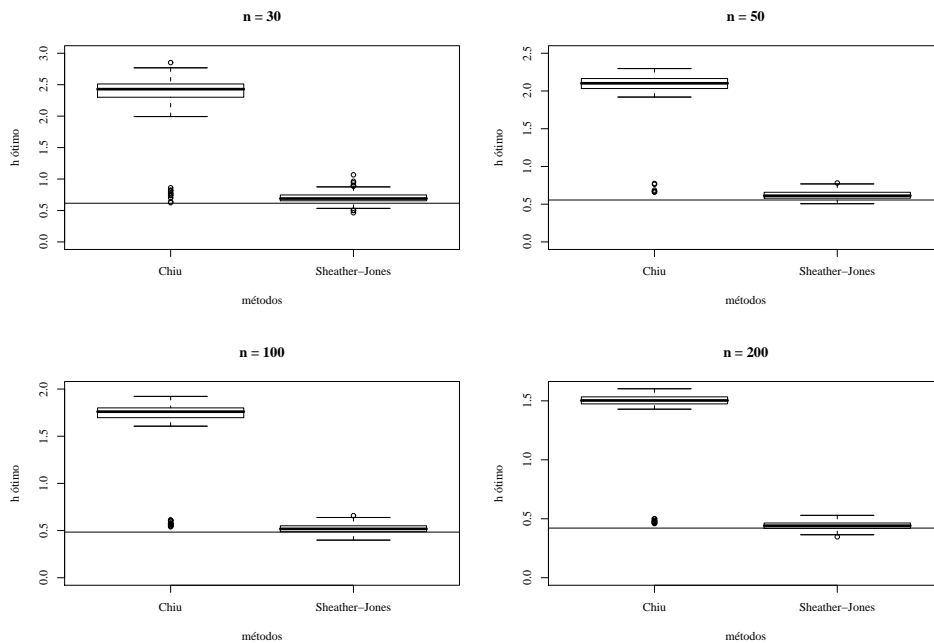 n = 30
3.0
2.5
2.0
1.5
1.0
0.5
0.0
h ótimo
Chiu
Sheather−Jones
métodos
n = 50
2.5
2.0
1.5
1.0
0.5
0.0
h ótimo
Chiu
Sheather−Jones
métodos
n = 100
2.0
1.5
1.0
0.5
0.0
h ótimo
Chiu
Sheather−Jones
métodos
n = 200
1.5
1.0
0.5
0.0
h ótimo
Chiu
Sheather−Jones
métodos